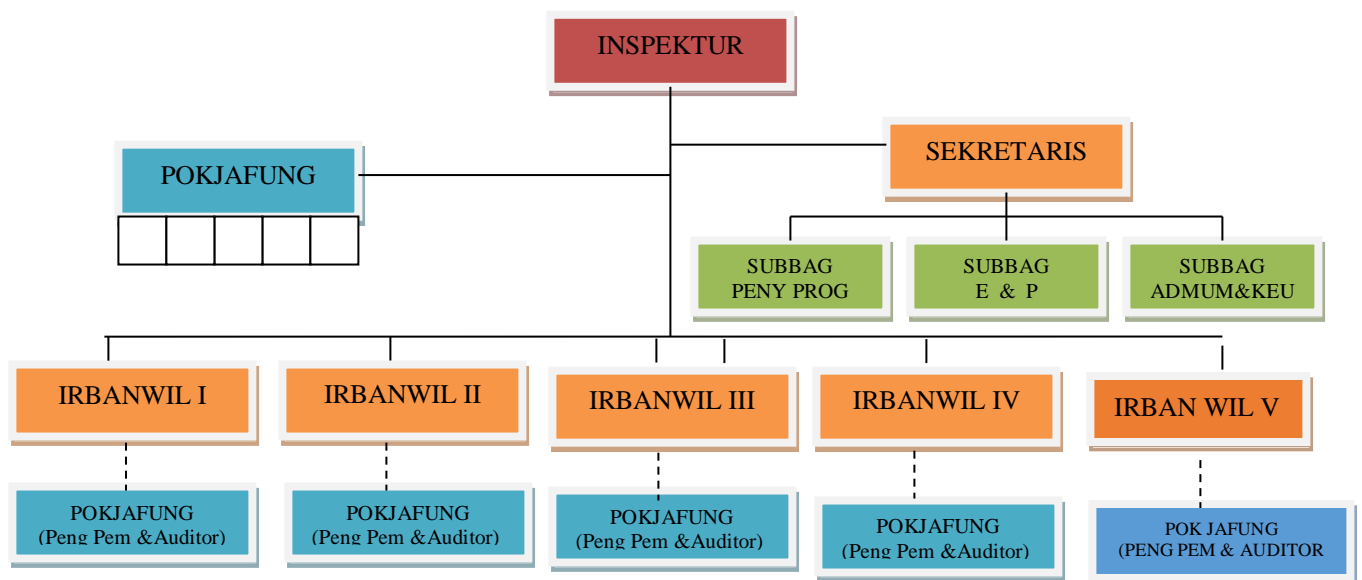 INSPEKTUR
SEKRETARIS
POKJAFUNG
SUBBAG
PENY PROG
SUBBAG
E & P
SUBBAG
ADMUM&KEU
IRBANWIL I
IRBANWIL II
IRBANWIL III
IRBANWIL IV
IRBAN WIL V
POKJAFUNG
(Peng Pem &Auditor)
POKJAFUNG
(Peng Pem &Auditor)
POKJAFUNG
(Peng Pem &Auditor)
POKJAFUNG
(Peng Pem &Auditor)
POK JAFUNG
(PENG PEM & AUDITOR